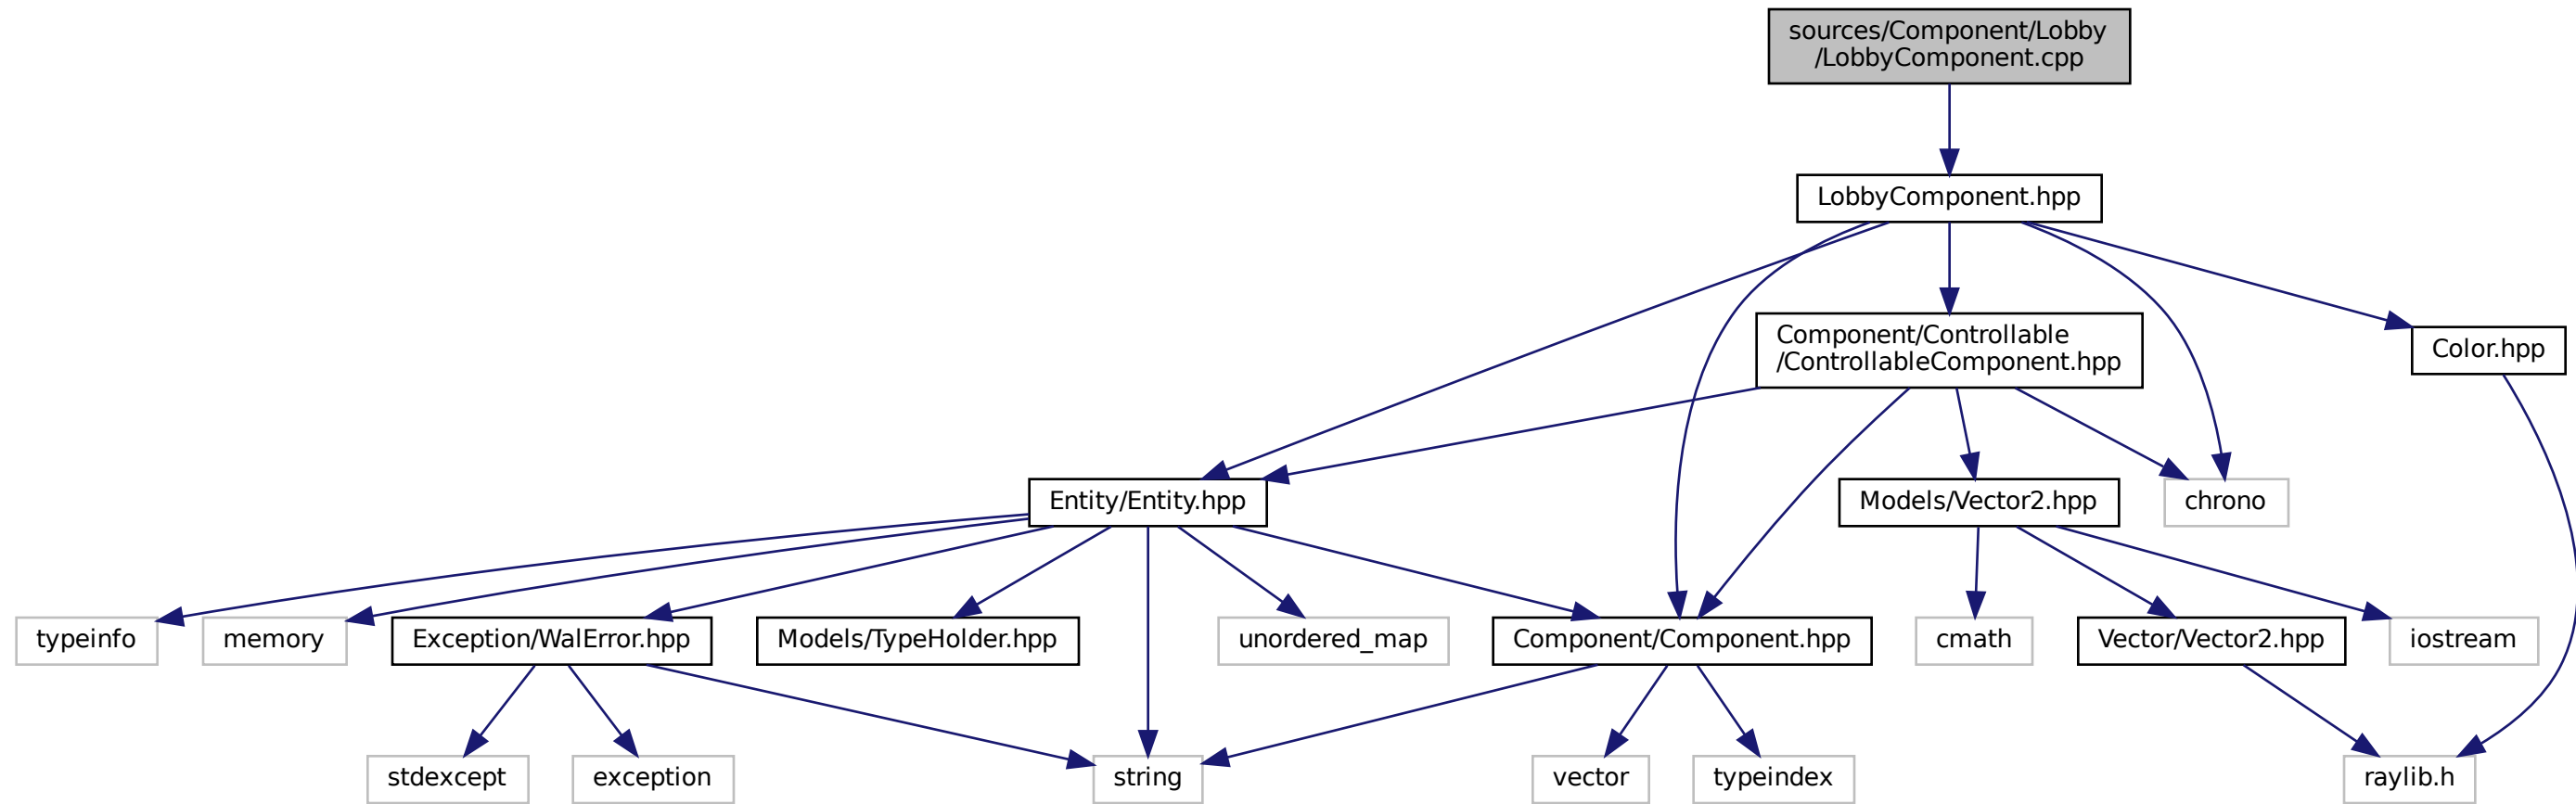 sources/Component/Lobby
/LobbyComponent.cpp
LobbyComponent.hpp
Component/Controllable
/ControllableComponent.hpp
Color.hpp
Entity/Entity.hpp
Models/Vector2.hpp
chrono
typeinfo
memory
Exception/WalError.hpp
Models/TypeHolder.hpp
unordered_map
Component/Component.hpp
cmath
Vector/Vector2.hpp
iostream
stdexcept
exception
string
vector
typeindex
raylib.h